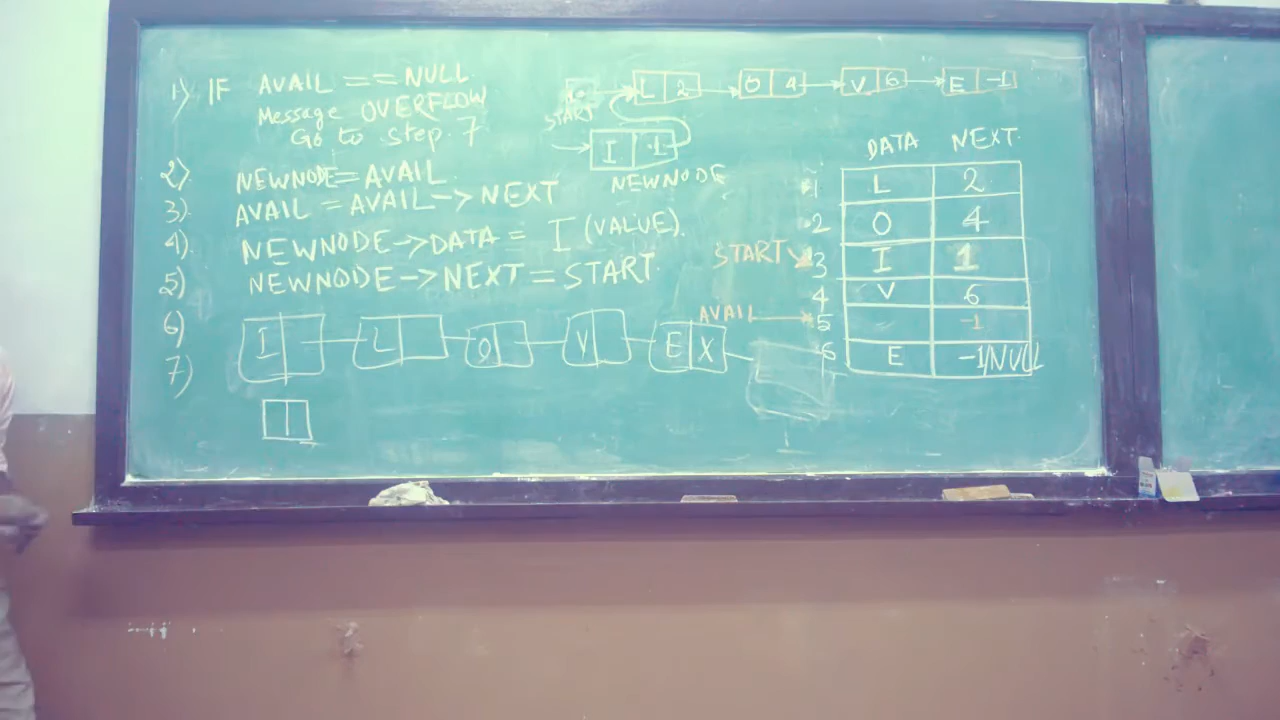 1) IF AVAIL == NULL.
Message OVERFLOW
Go to step. 7
2) NEWNODE=AVAIL
3). AVAIL = AVAIL->NEXT
4). NEWNODE->DATA = I (VALUE).
5) NEWNODE->NEXT = START.
6)
7)
I L O V E X
L 2 O 4 V 6 E -1
START
I 1
NEWNODE
DATA NEXT
1 L 2
2 O 4
START 3 I 1
4 V 6
AVAIL 5 -1
6 E -1/NULL